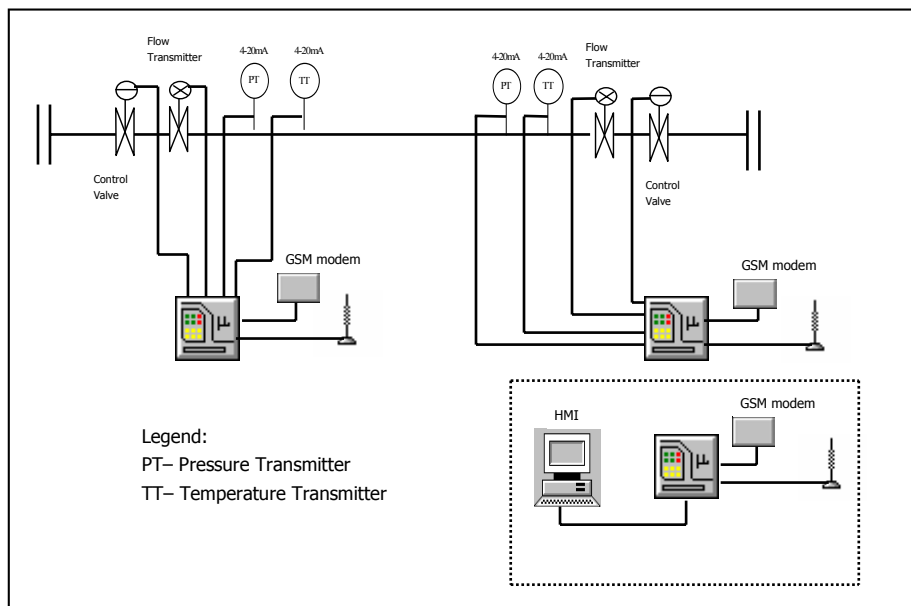 Flow
Transmitter
4-20mA
4-20mA
PT
TT
Control
Valve
4-20mA
4-20mA
PT
TT
Flow
Transmitter
Control
Valve
GSM modem
µ
GSM modem
µ
Legend:
PT– Pressure Transmitter
TT– Temperature Transmitter
HMI
GSM modem
µ